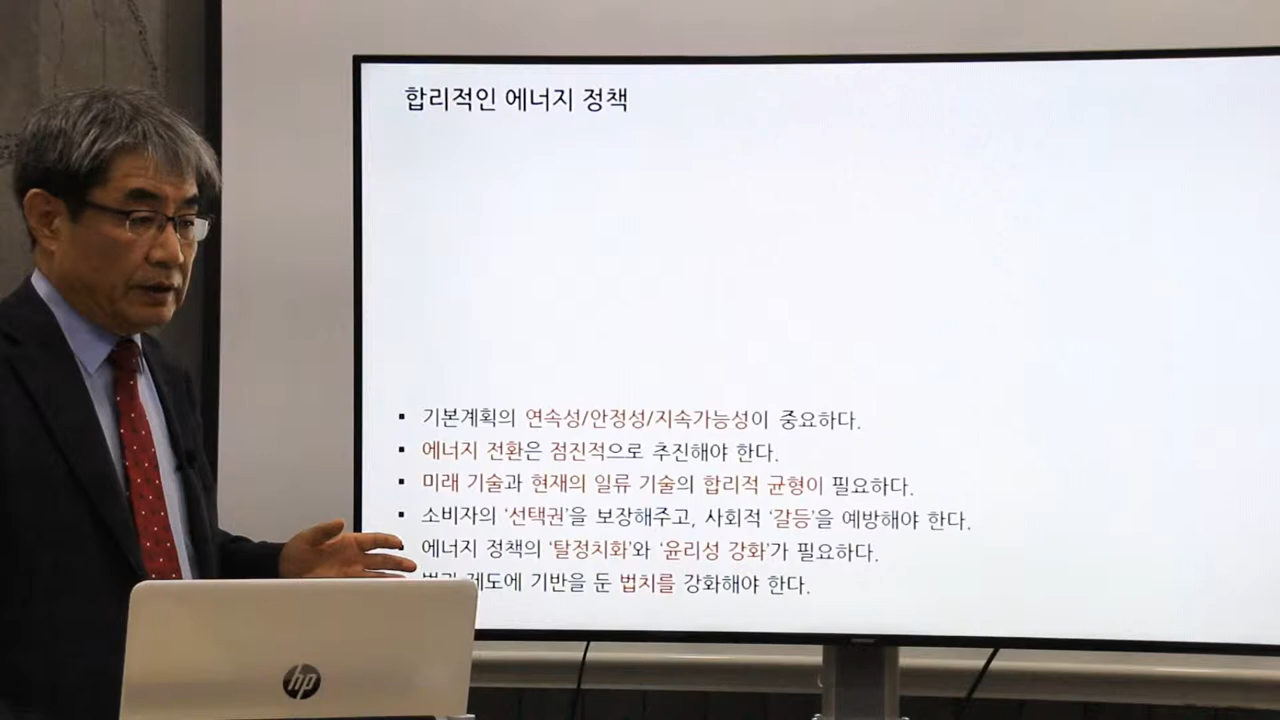 합리적인 에너지 정책
▪ 기본계획의 연속성/안정성/지속가능성이 중요하다.
▪ 에너지 전환은 점진적으로 추진해야 한다.
▪ 미래 기술과 현재의 일류 기술의 합리적 균형이 필요하다.
▪ 소비자의 ‘선택권’을 보장해주고, 사회적 ‘갈등’을 예방해야 한다.
에너지 정책의 ‘탈정치화’와 ‘윤리성 강화’가 필요하다.
제도에 기반을 둔 법치를 강화해야 한다.
hp